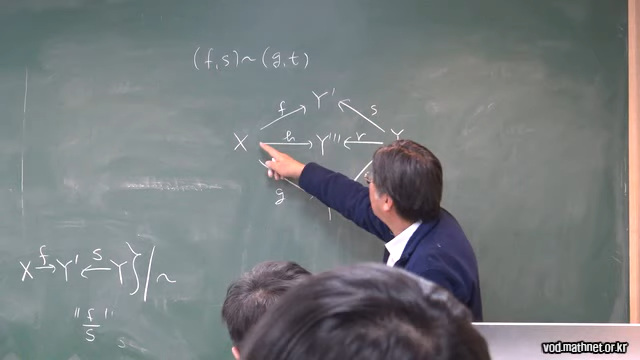 (f,s)~(g,t)
f Y' s
X h Y''' r Y
g
X f Y' s Y}/~
"f/s"
vod.mathnet.or.kr